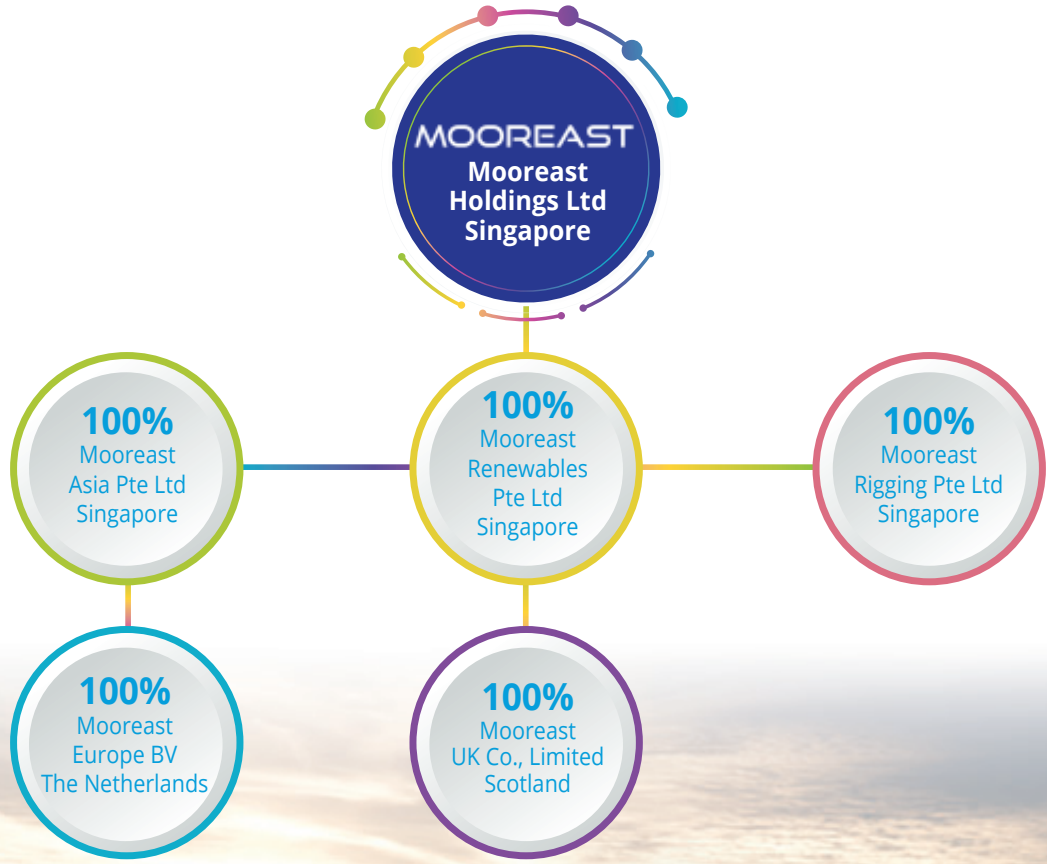 MOOREAST
Mooreast
Holdings Ltd
Singapore
100%
Mooreast
Asia Pte Ltd
Singapore
100%
Mooreast
Renewables
Pte Ltd
Singapore
100%
Mooreast
Rigging Pte Ltd
Singapore
100%
Mooreast
Europe BV
The Netherlands
100%
Mooreast
UK Co., Limited
Scotland